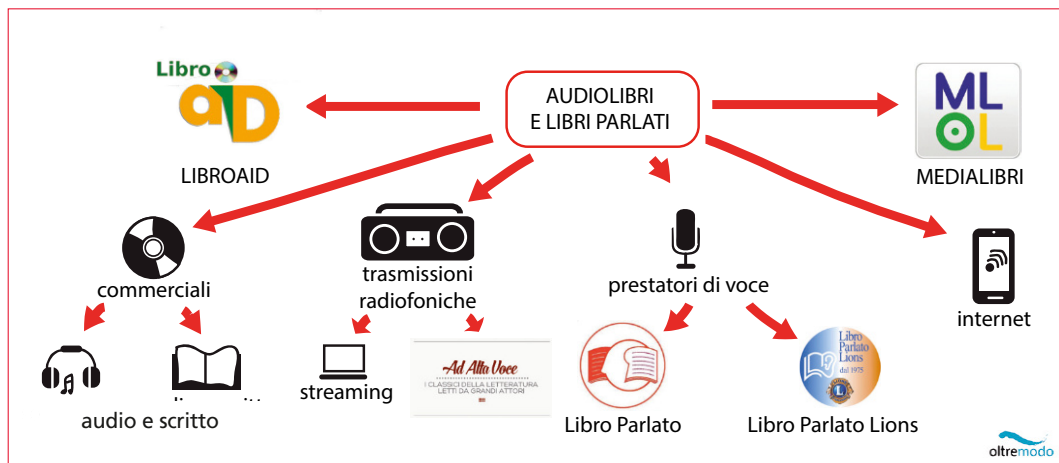 Libro
aiD
AUDIOLIBRI
E LIBRI PARLATI
ML
OL
LIBROAID
MEDIALIBRI
commerciali
trasmissioni
radiofoniche
prestatori di voce
internet
audio e scritto
streaming
Ad Alta Voce
I CLASSICI DELLA LETTERATURA
LETTI DA GRANDI ATTORI
Libro Parlato
Libro
Parlato
Lions
dal 1975
Libro Parlato Lions
oltremodo